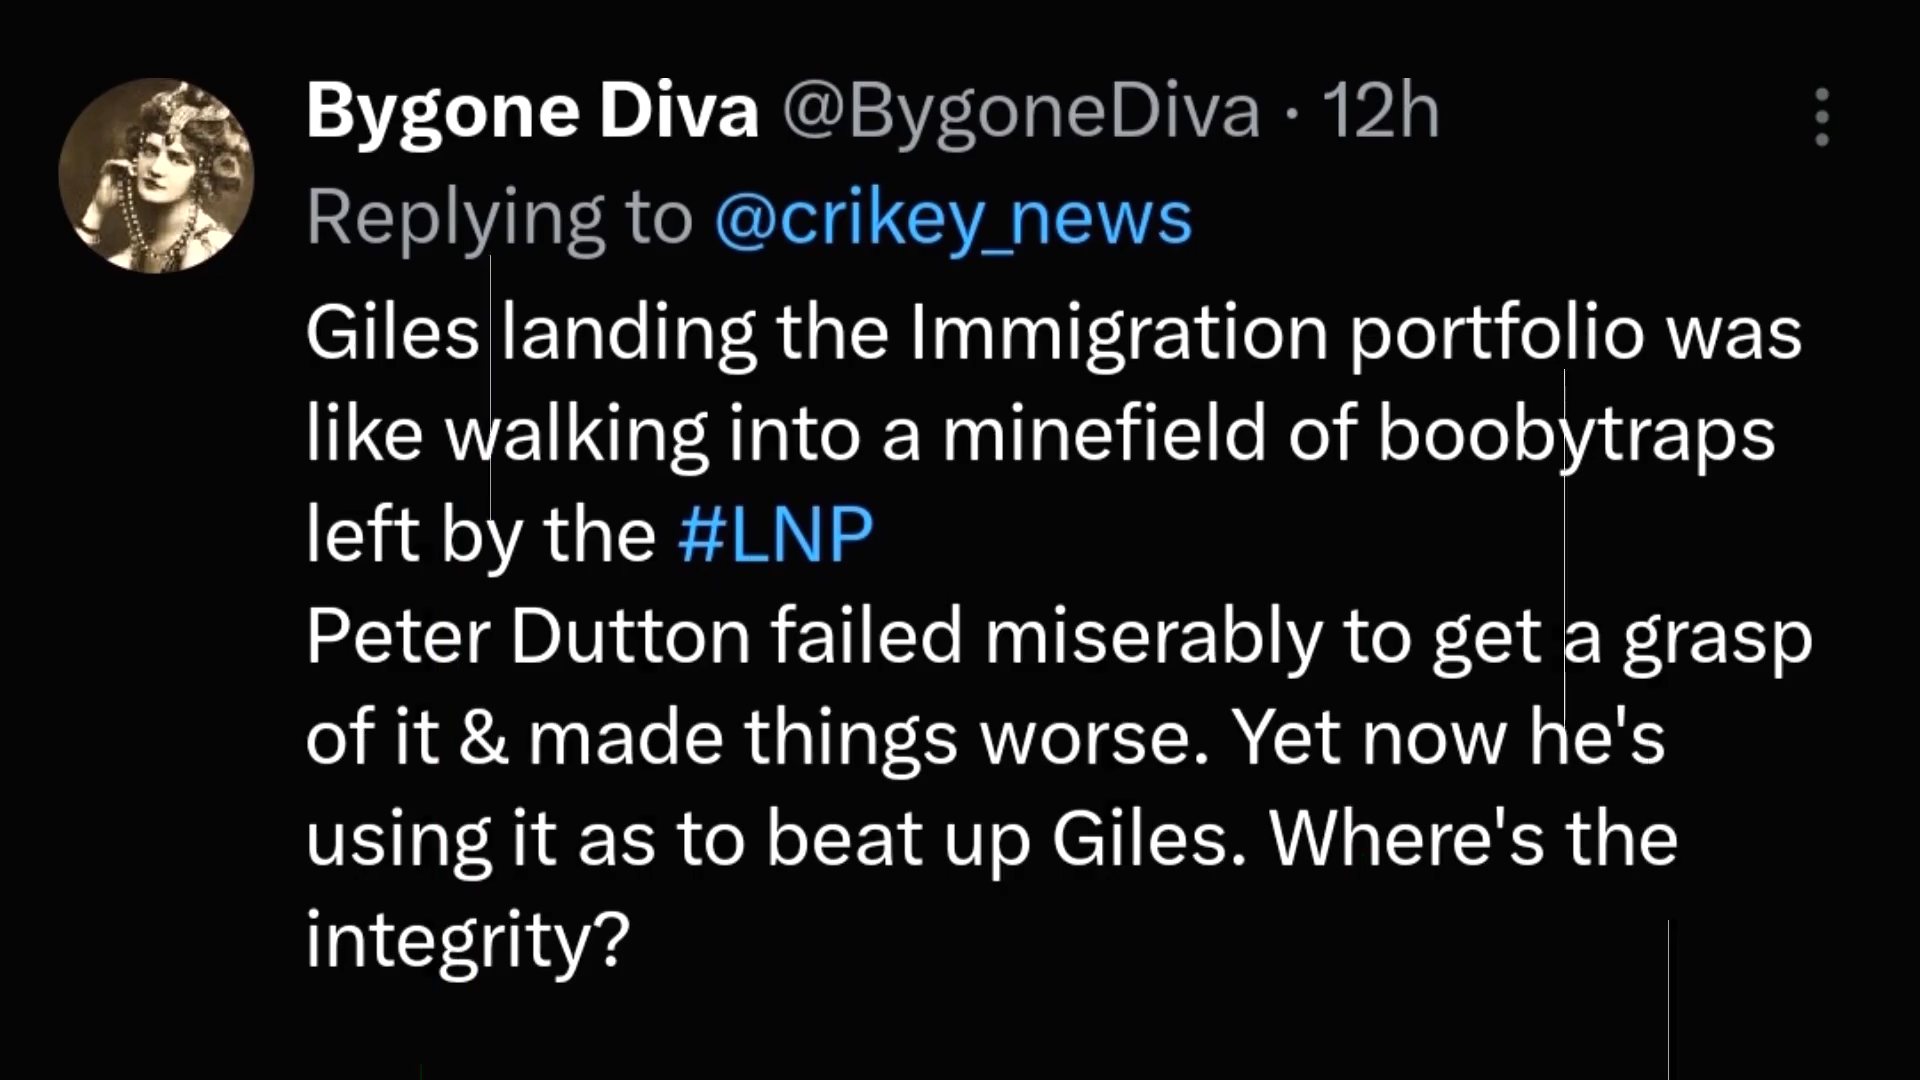 Bygone Diva @BygoneDiva · 12h
Replying to @crikey_news
Giles landing the Immigration portfolio was
like walking into a minefield of boobytraps
left by the #LNP
Peter Dutton failed miserably to get a grasp
of it & made things worse. Yet now he's
using it as to beat up Giles. Where's the
integrity?